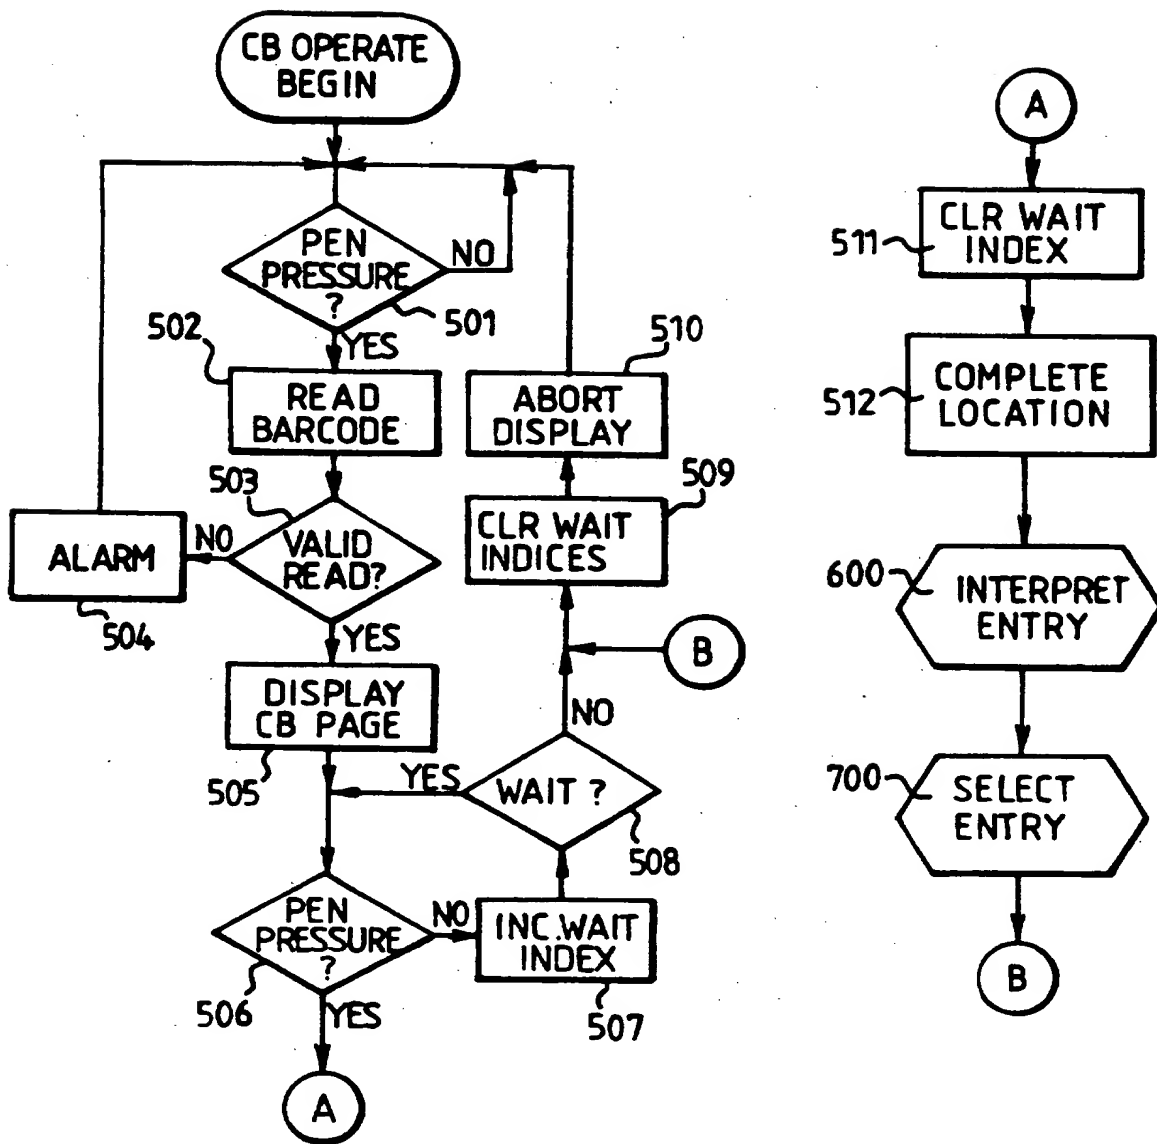 CB OPERATE
BEGIN
PEN
PRESSURE
?
NO
501
YES
502
READ
BARCODE
503
VALID
READ?
NO
ALARM
504
YES
DISPLAY
CB PAGE
505
PEN
PRESSURE
?
506
NO
YES
A
INC.WAIT
INDEX
507
WAIT ?
508
YES
NO
B
CLR WAIT
INDICES
509
ABORT
DISPLAY
510
A
CLR WAIT
INDEX
511
COMPLETE
LOCATION
512
INTERPRET
ENTRY
600
SELECT
ENTRY
700
B